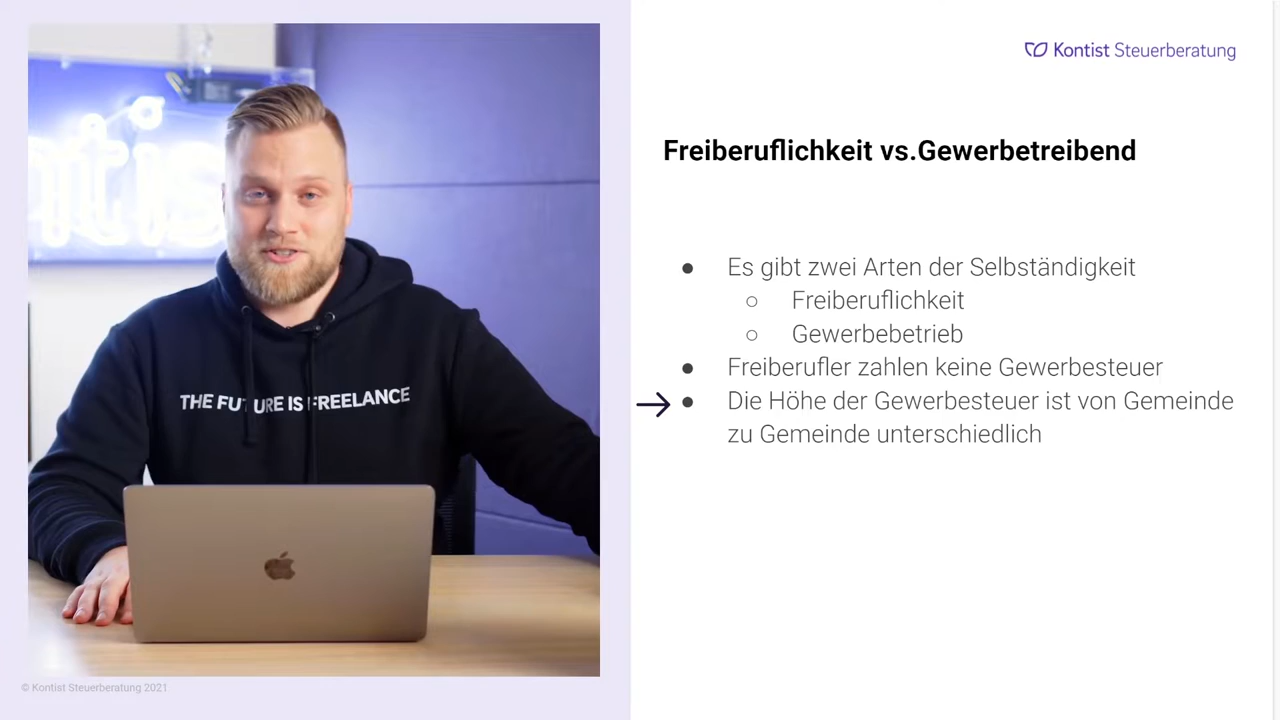 Kontist Steuerberatung
Freiberuflichkeit vs.Gewerbetreibend
● Es gibt zwei Arten der Selbständigkeit
○ Freiberuflichkeit
○ Gewerbebetrieb
● Freiberufler zahlen keine Gewerbesteuer
→ ● Die Höhe der Gewerbesteuer ist von Gemeinde
zu Gemeinde unterschiedlich
ntis
THE FUTURE IS FREELANCE
© Kontist Steuerberatung 2021